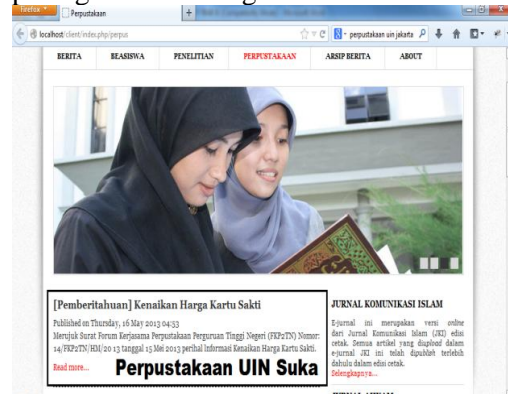 Firefox
Perpustakaan
localhost/client/index.php/perpus
perpustakaan uin jakarta
BERITA BEASISWA PENELITIAN PERPUSTAKAAN ARSIP BERITA ABOUT
[Pemberitahuan] Kenaikan Harga Kartu Sakti
Published on Thursday, 16 May 2013 04:53
Merujuk Surat Forum Kerjasama Perpustakaan Perguruan Tinggi Negeri (FKP2TN) Nomor:
14/FKP2TN/HM/20 13 tanggal 15 Mei 2013 perihal Informasi Kenaikan Harga Kartu Sakti.
Read more...
Perpustakaan UIN Suka
JURNAL KOMUNIKASI ISLAM
E-jurnal ini merupakan versi online
dari Jurnal Komunikasi Islam (JKI) edisi
cetak. Semua artikel yang diupload dalam
e-jurnal JKI ini telah dipublish terlebih
dahulu dalam edisi cetak.
Selengkapnya...